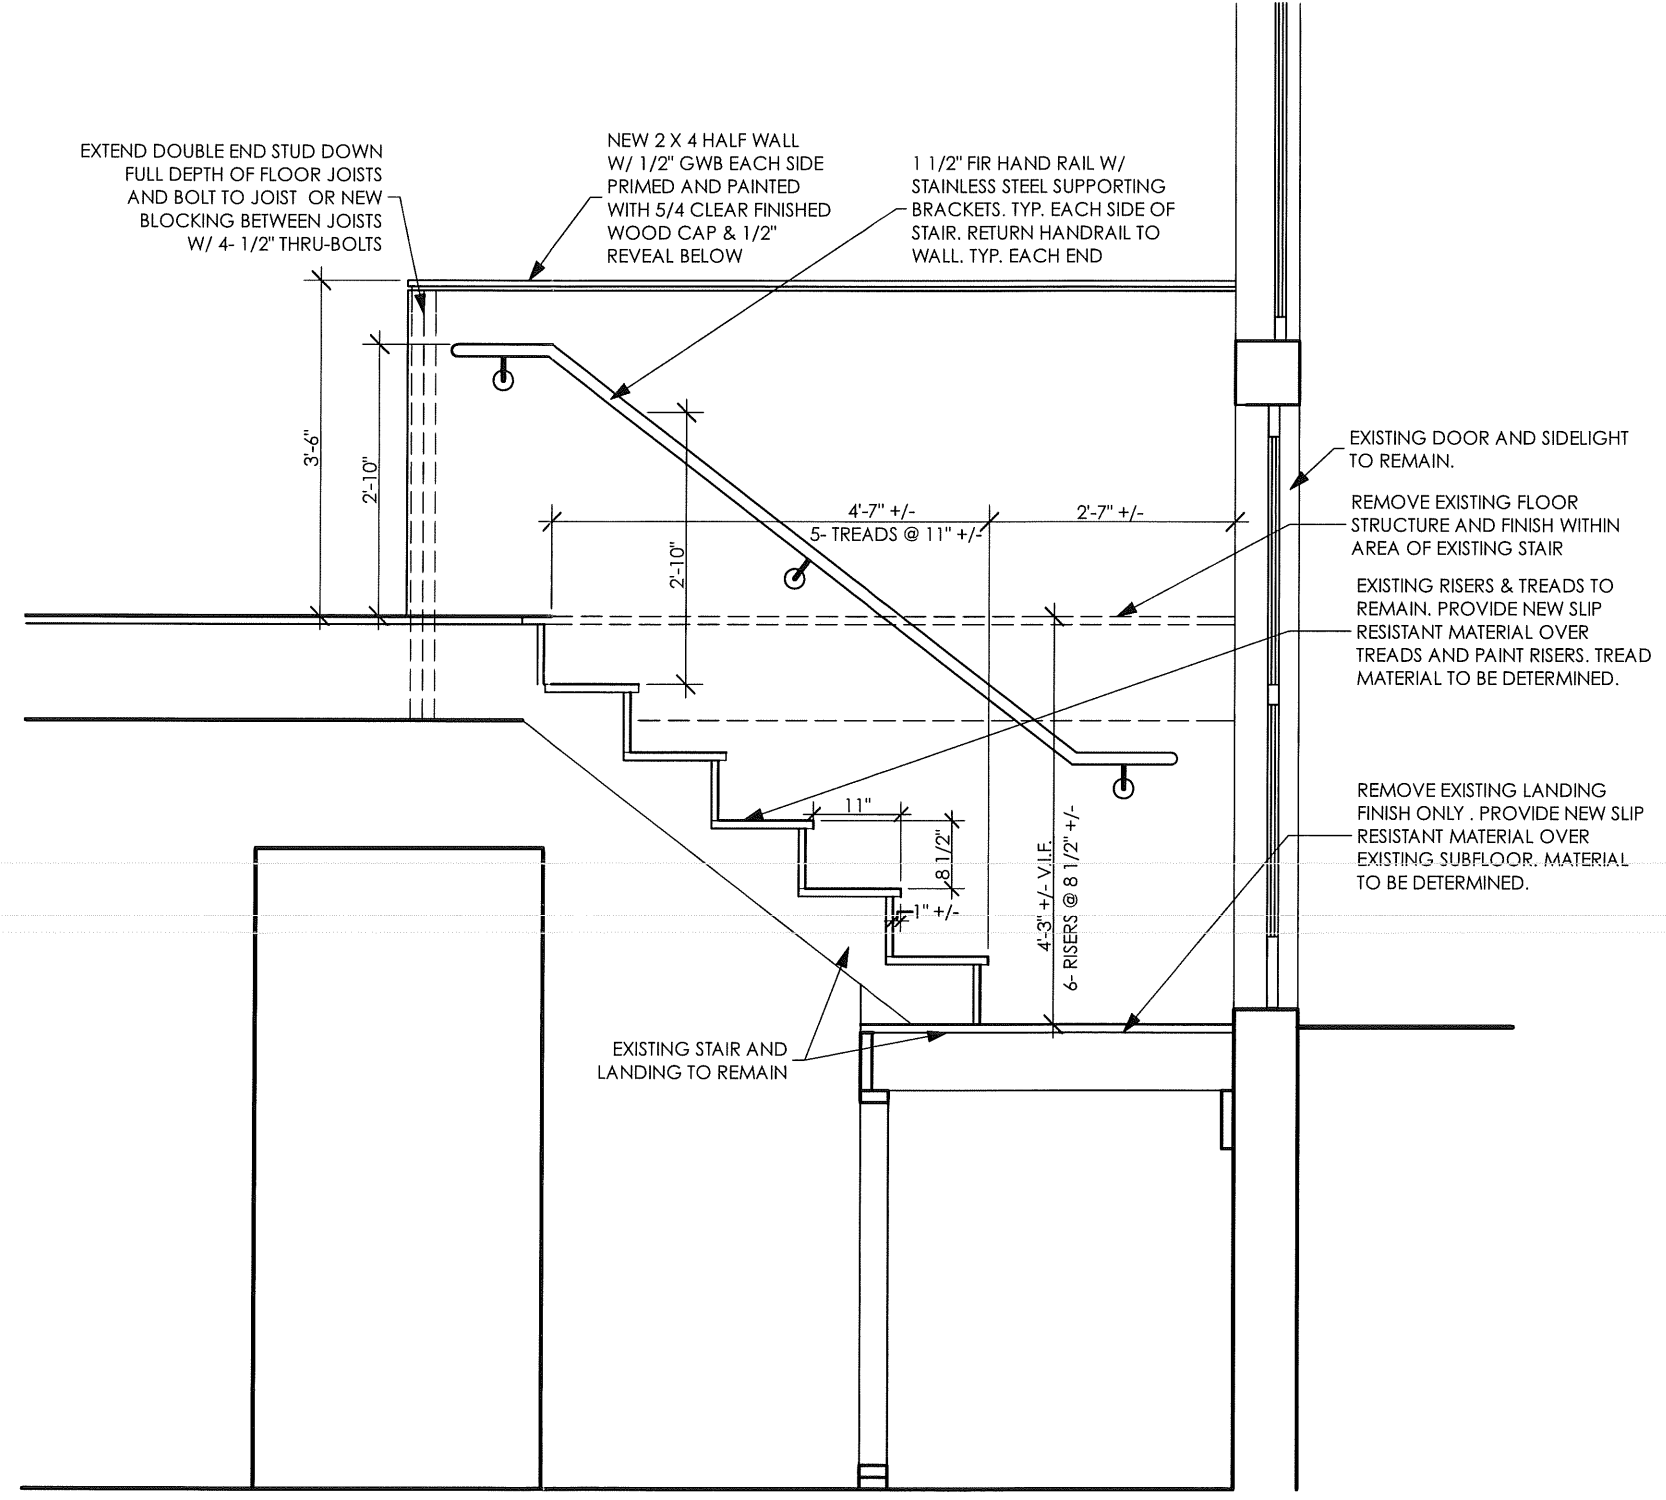 EXTEND DOUBLE END STUD DOWN
FULL DEPTH OF FLOOR JOISTS
AND BOLT TO JOIST OR NEW
BLOCKING BETWEEN JOISTS
W/ 4- 1/2" THRU-BOLTS
NEW 2 X 4 HALF WALL
W/ 1/2" GWB EACH SIDE
PRIMED AND PAINTED
WITH 5/4 CLEAR FINISHED
WOOD CAP & 1/2"
REVEAL BELOW
1 1/2" FIR HAND RAIL W/
STAINLESS STEEL SUPPORTING
BRACKETS. TYP. EACH SIDE OF
STAIR. RETURN HANDRAIL TO
WALL. TYP. EACH END
3'-6"
2'-10"
2'-10"
4'-7" +/-
5- TREADS @ 11" +/-
2'-7" +/-
EXISTING DOOR AND SIDELIGHT
TO REMAIN.
REMOVE EXISTING FLOOR
STRUCTURE AND FINISH WITHIN
AREA OF EXISTING STAIR
EXISTING RISERS & TREADS TO
REMAIN. PROVIDE NEW SLIP
RESISTANT MATERIAL OVER
TREADS AND PAINT RISERS. TREAD
MATERIAL TO BE DETERMINED.
11"
8 1/2"
1" +/-
4'-3" +/- V.I.F.
6- RISERS @ 8 1/2" +/-
REMOVE EXISTING LANDING
FINISH ONLY . PROVIDE NEW SLIP
RESISTANT MATERIAL OVER
EXISTING SUBFLOOR. MATERIAL
TO BE DETERMINED.
EXISTING STAIR AND
LANDING TO REMAIN